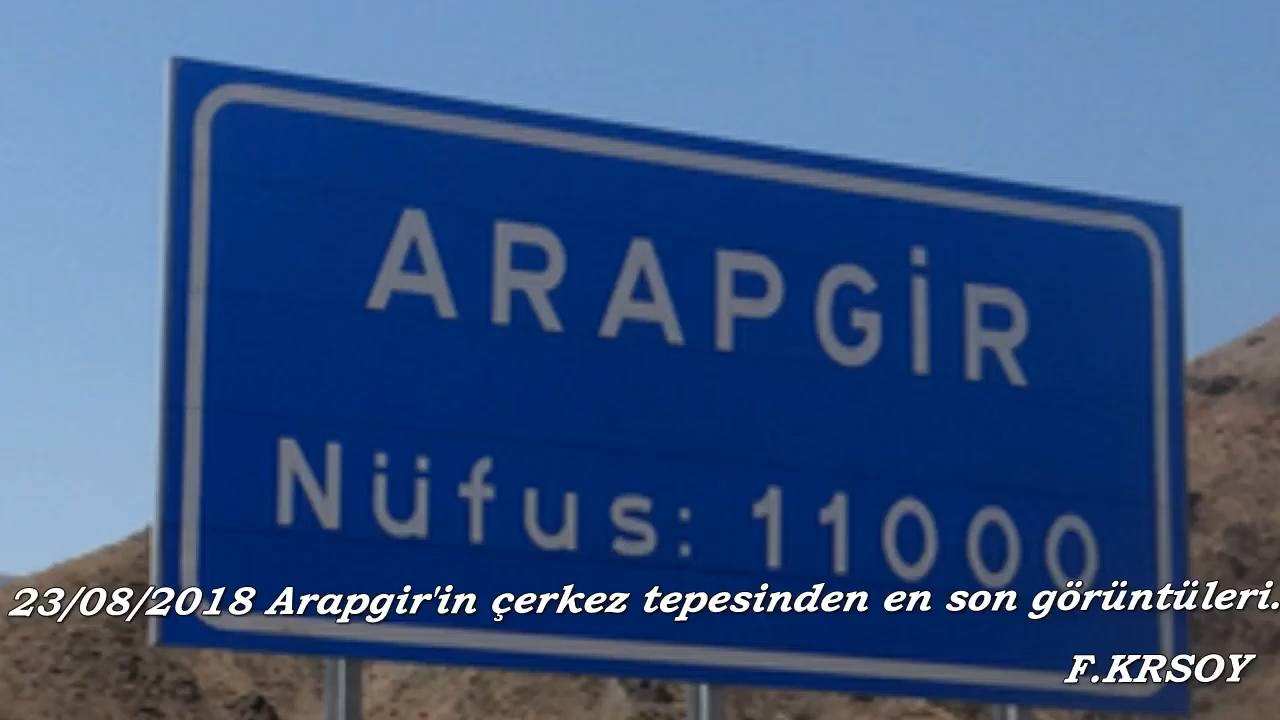 ARAPGİR
Nüfus: 11000
23/08/2018 Arapgir'in çerkez tepesinden en son görüntüleri.
F.KRSOY